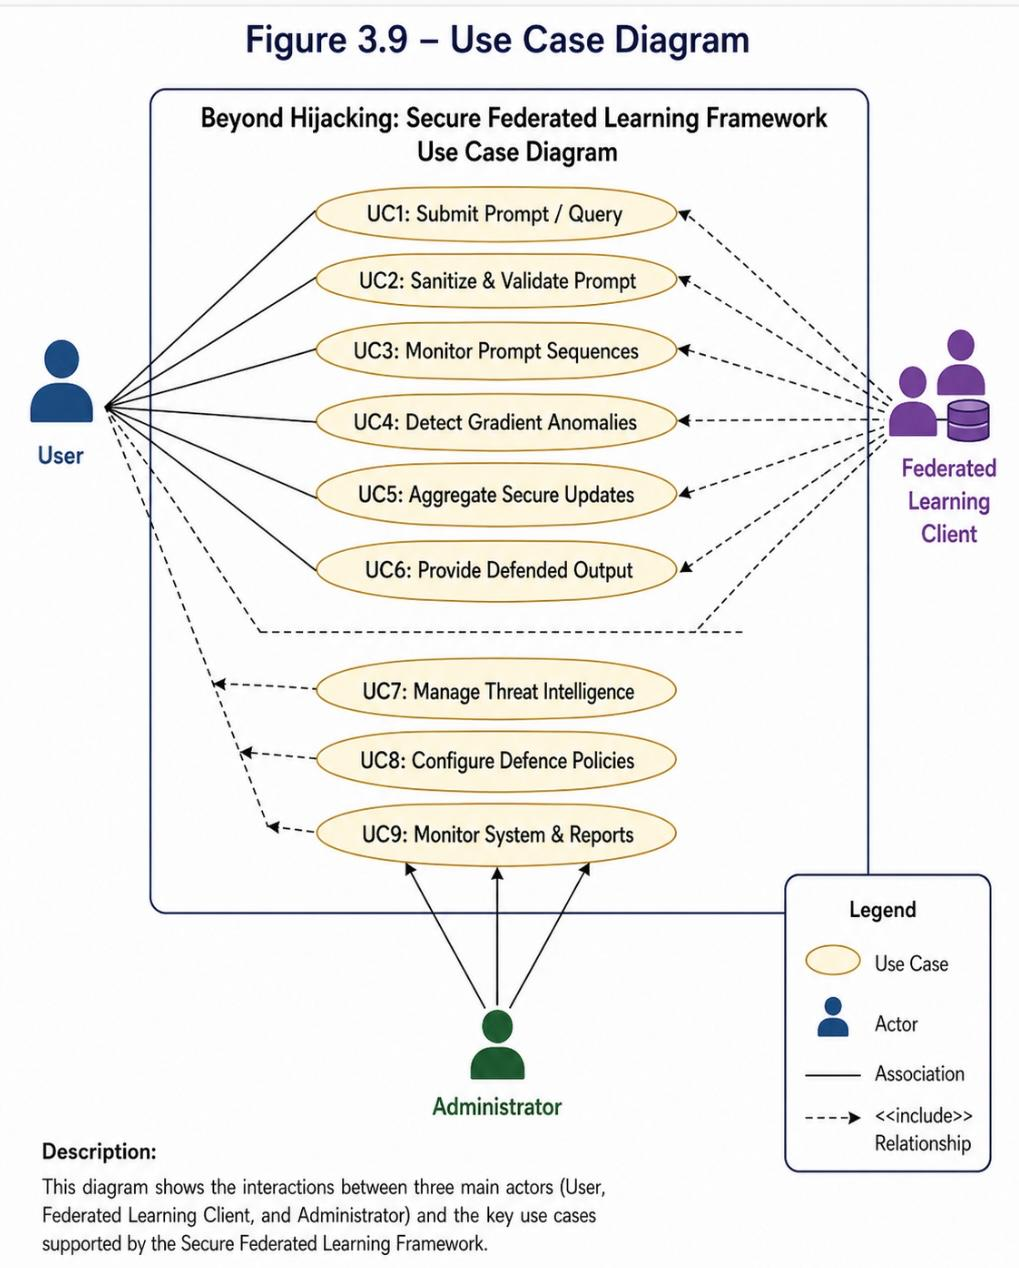 Figure 3.9 – Use Case Diagram
Beyond Hijacking: Secure Federated Learning Framework
Use Case Diagram
UC1: Submit Prompt / Query
UC2: Sanitize & Validate Prompt
UC3: Monitor Prompt Sequences
UC4: Detect Gradient Anomalies
UC5: Aggregate Secure Updates
UC6: Provide Defended Output
User
Federated
Learning
Client
UC7: Manage Threat Intelligence
UC8: Configure Defence Policies
UC9: Monitor System & Reports
Administrator
Legend
Use Case
Actor
Association
<<include>>
Relationship
Description:
This diagram shows the interactions between three main actors (User,
Federated Learning Client, and Administrator) and the key use cases
supported by the Secure Federated Learning Framework.